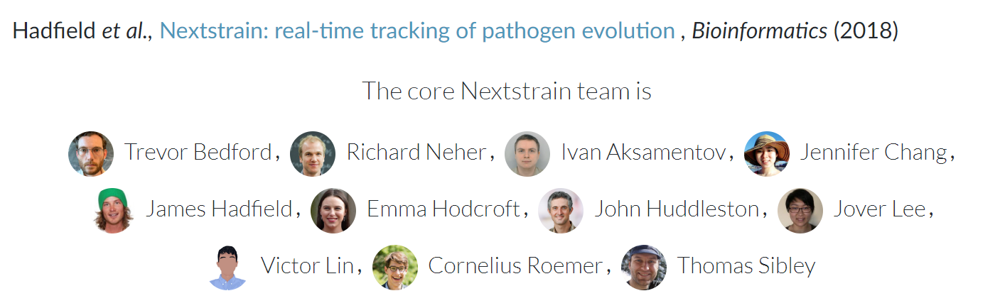 Hadfield et al., Nextstrain: real-time tracking of pathogen evolution , Bioinformatics (2018)
The core Nextstrain team is
Trevor Bedford , Richard Neher , Ivan Aksamentov , Jennifer Chang ,
James Hadfield , Emma Hodcroft , John Huddleston , Jover Lee ,
Victor Lin , Cornelius Roemer , Thomas Sibley